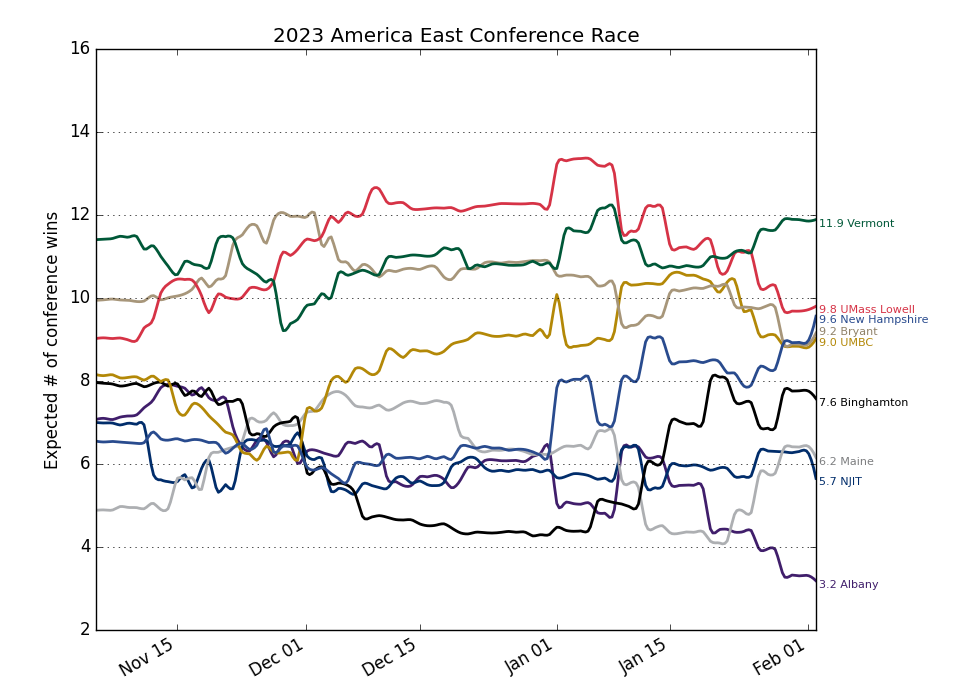 2023 America East Conference Race
Expected # of conference wins
16
14
12
10
8
6
4
2
Nov 15
Dec 01
Dec 15
Jan 01
Jan 15
Feb 01
11.9 Vermont
9.8 UMass Lowell
9.6 New Hampshire
9.2 Bryant
9.0 UMBC
7.6 Binghamton
6.2 Maine
5.7 NJIT
3.2 Albany